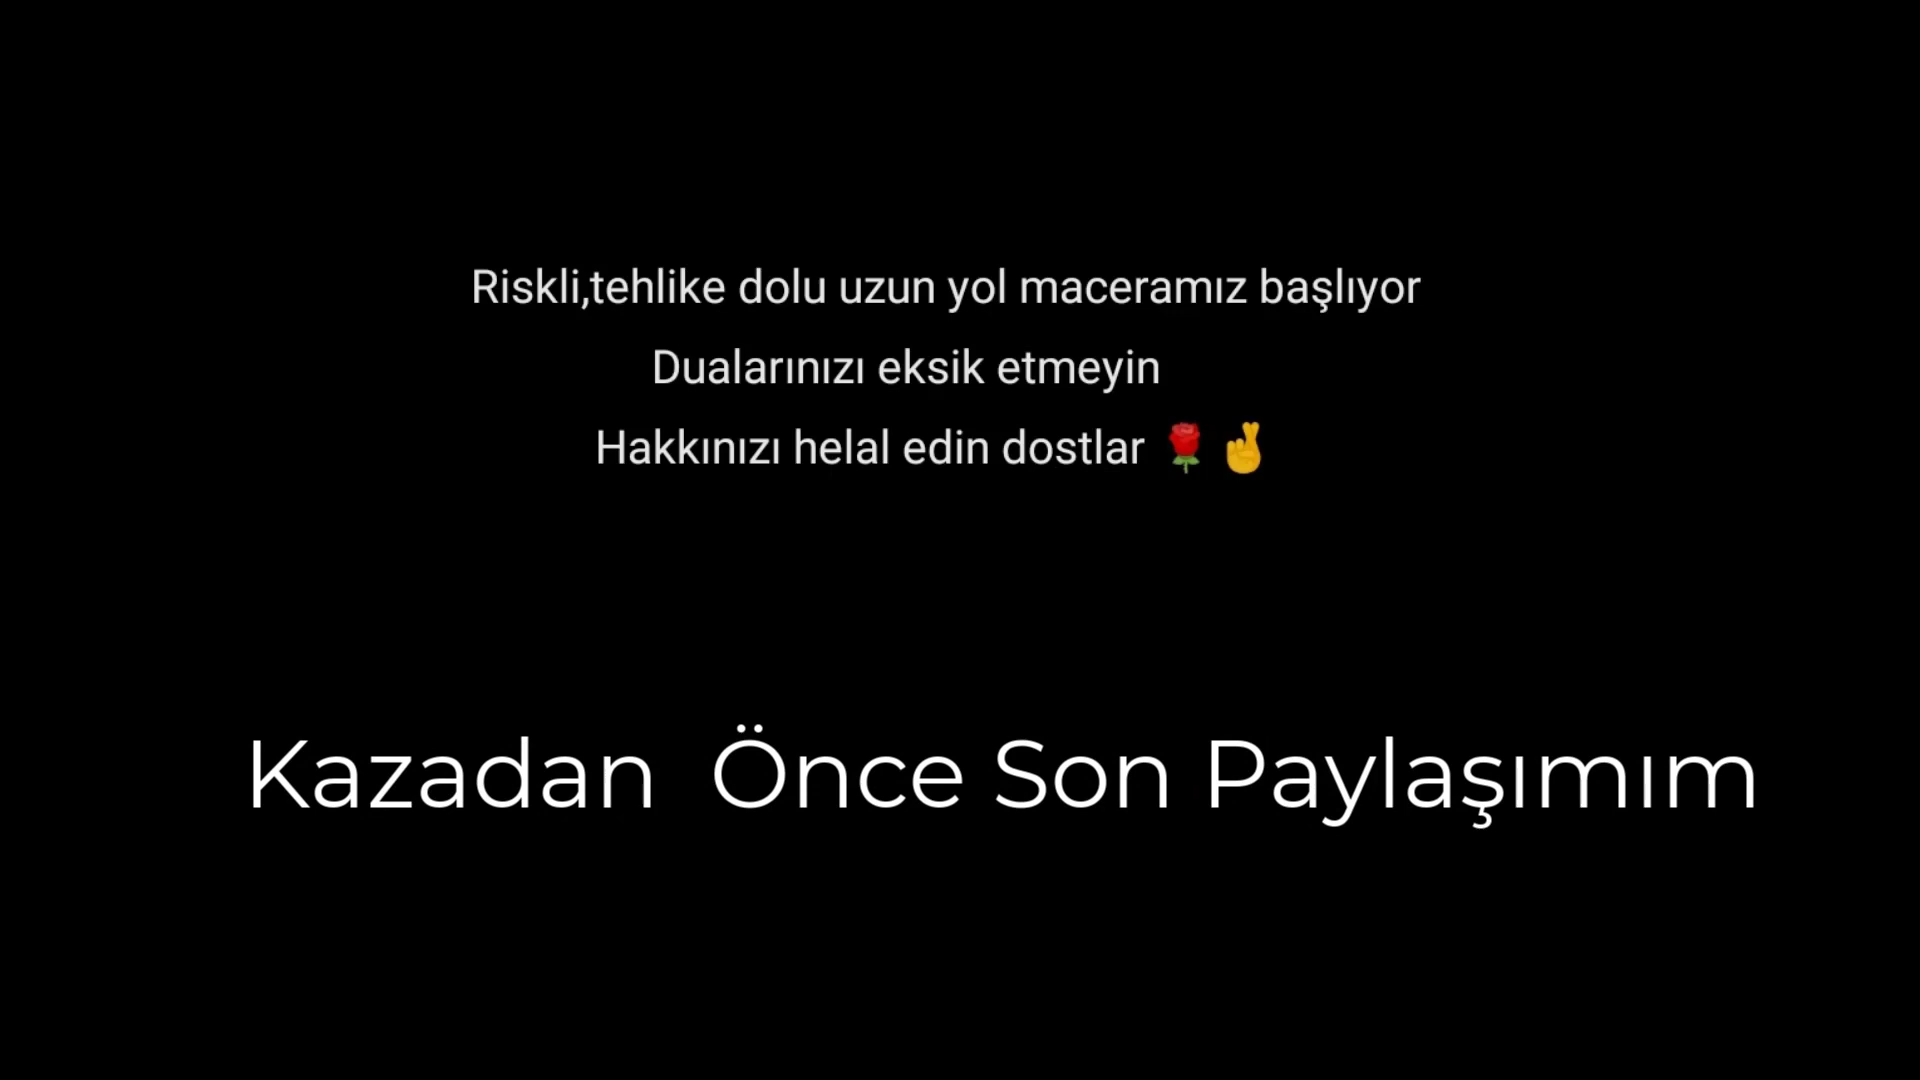 Riskli,tehlike dolu uzun yol maceramız başlıyor
Dualarınızı eksik etmeyin
Hakkınızı helal edin dostlar 🌹🤞
Kazadan  Önce Son Paylaşımım